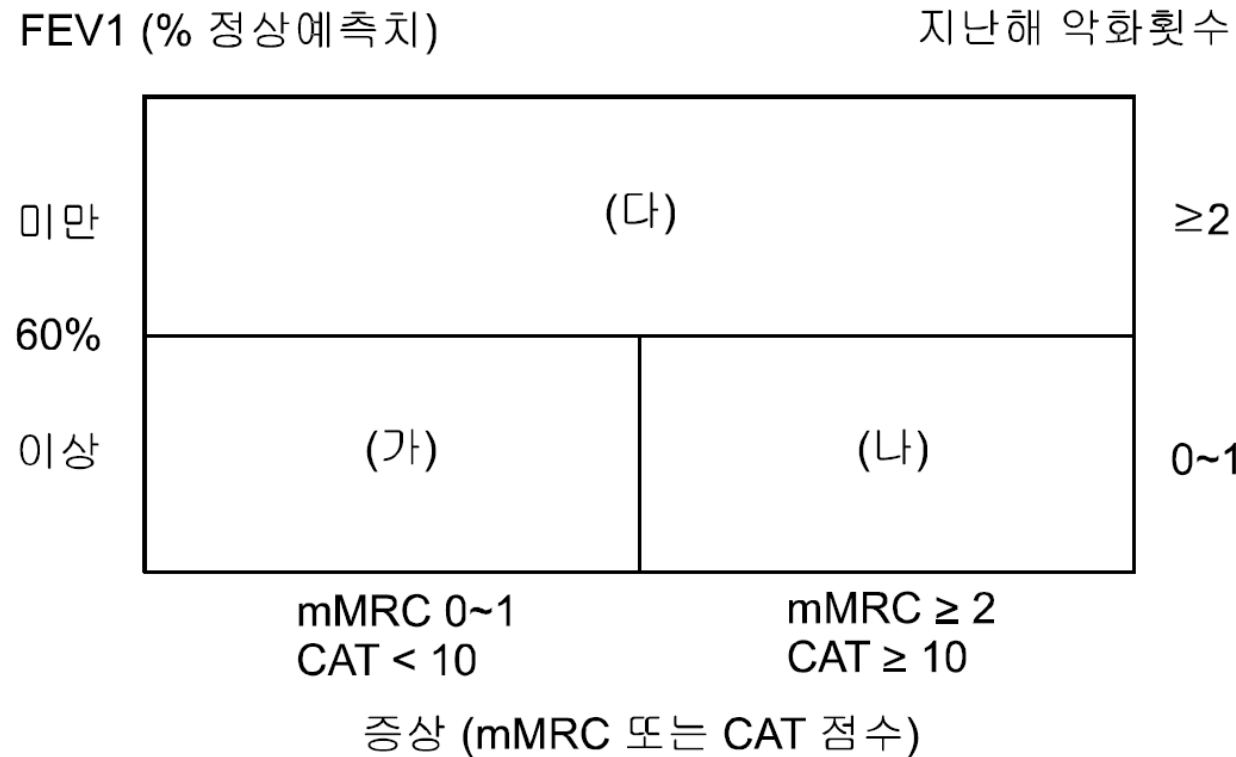 FEV1 (% 정상예측치)
지난해 악화횟수
미만
(다)
≥2
60%
이상
(가)
(나)
0~1
mMRC 0~1
CAT < 10
mMRC ≥ 2
CAT ≥ 10
증상 (mMRC 또는 CAT 점수)